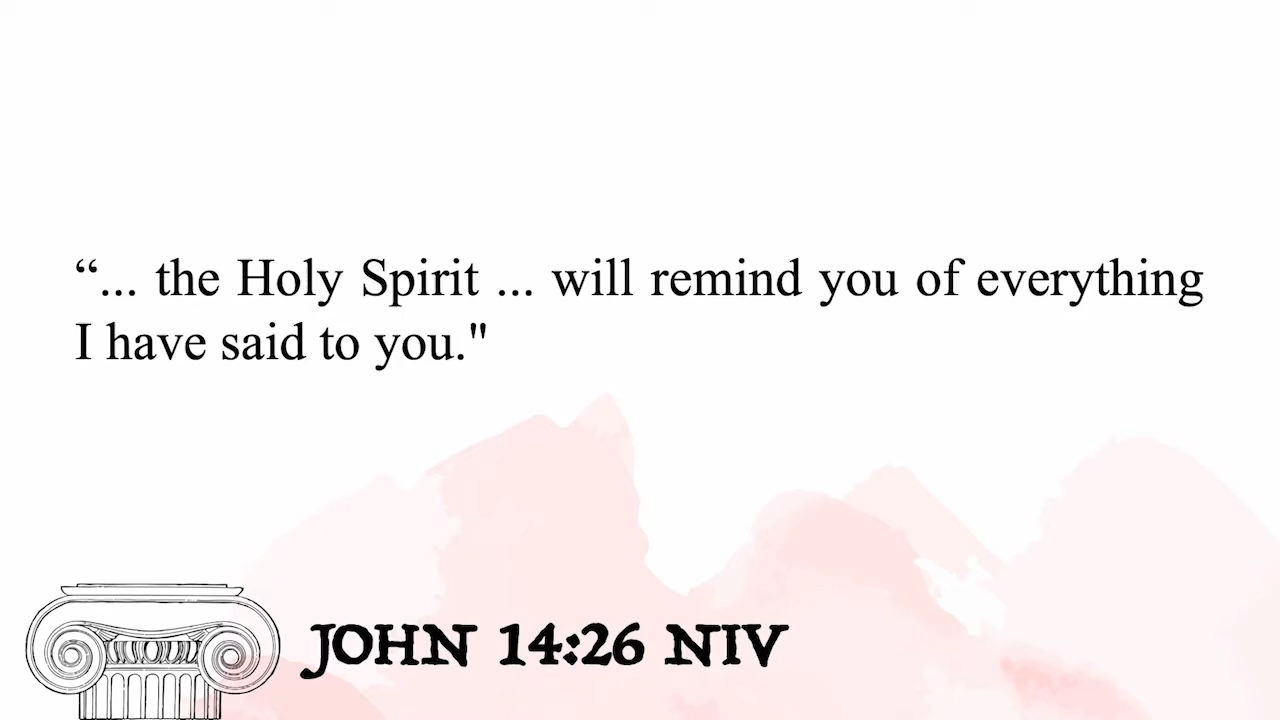 “... the Holy Spirit ... will remind you of everything
I have said to you."
JOHN 14:26 NIV